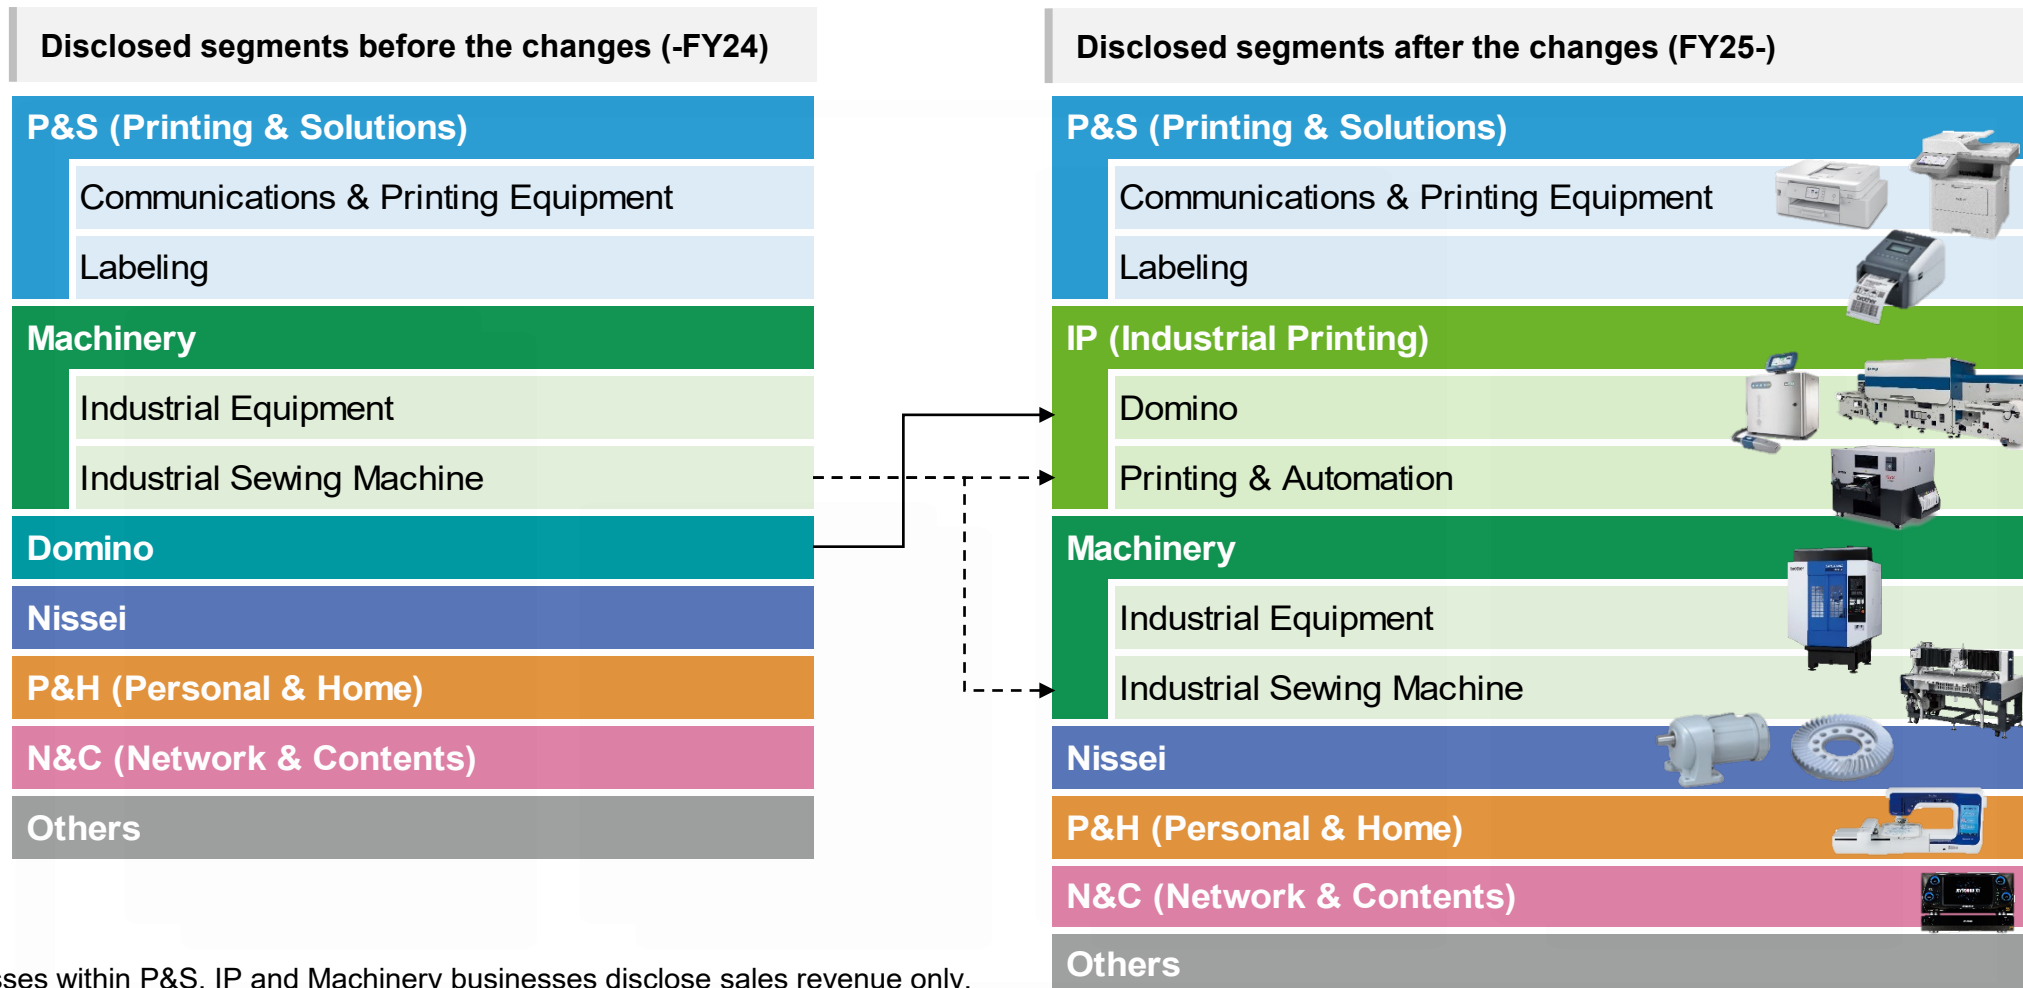 Disclosed segments before the changes (-FY24)
P&S (Printing & Solutions)
Communications & Printing Equipment
Labeling
Machinery
Industrial Equipment
Industrial Sewing Machine
Domino
Nissei
P&H (Personal & Home)
N&C (Network & Contents)
Others
Disclosed segments after the changes (FY25-)
P&S (Printing & Solutions)
Communications & Printing Equipment
Labeling
brother
IP (Industrial Printing)
Domino
Printing & Automation
Machinery
Industrial Equipment
Industrial Sewing Machine
Nissei
P&H (Personal & Home)
N&C (Network & Contents)
Others
sses within P&S, IP and Machinery businesses disclose sales revenue only.